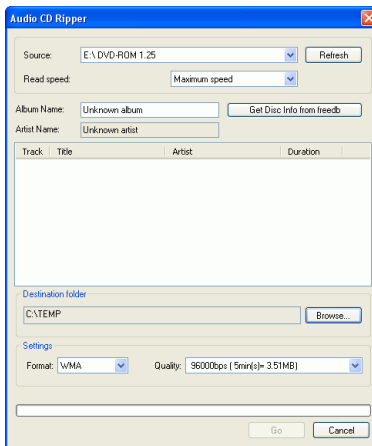 Audio CD Ripper
Source: E:\ DVD-ROM 1.25 Refresh
Read speed: Maximum speed
Album Name: Unknown album Get Disc Info from freedb
Artist Name: Unknown artist
Track Title Artist Duration
Destination folder
C:\TEMP Browse...
Settings
Format: WMA Quality: 96000bps ( 5min(s)= 3.51MB)
Go Cancel